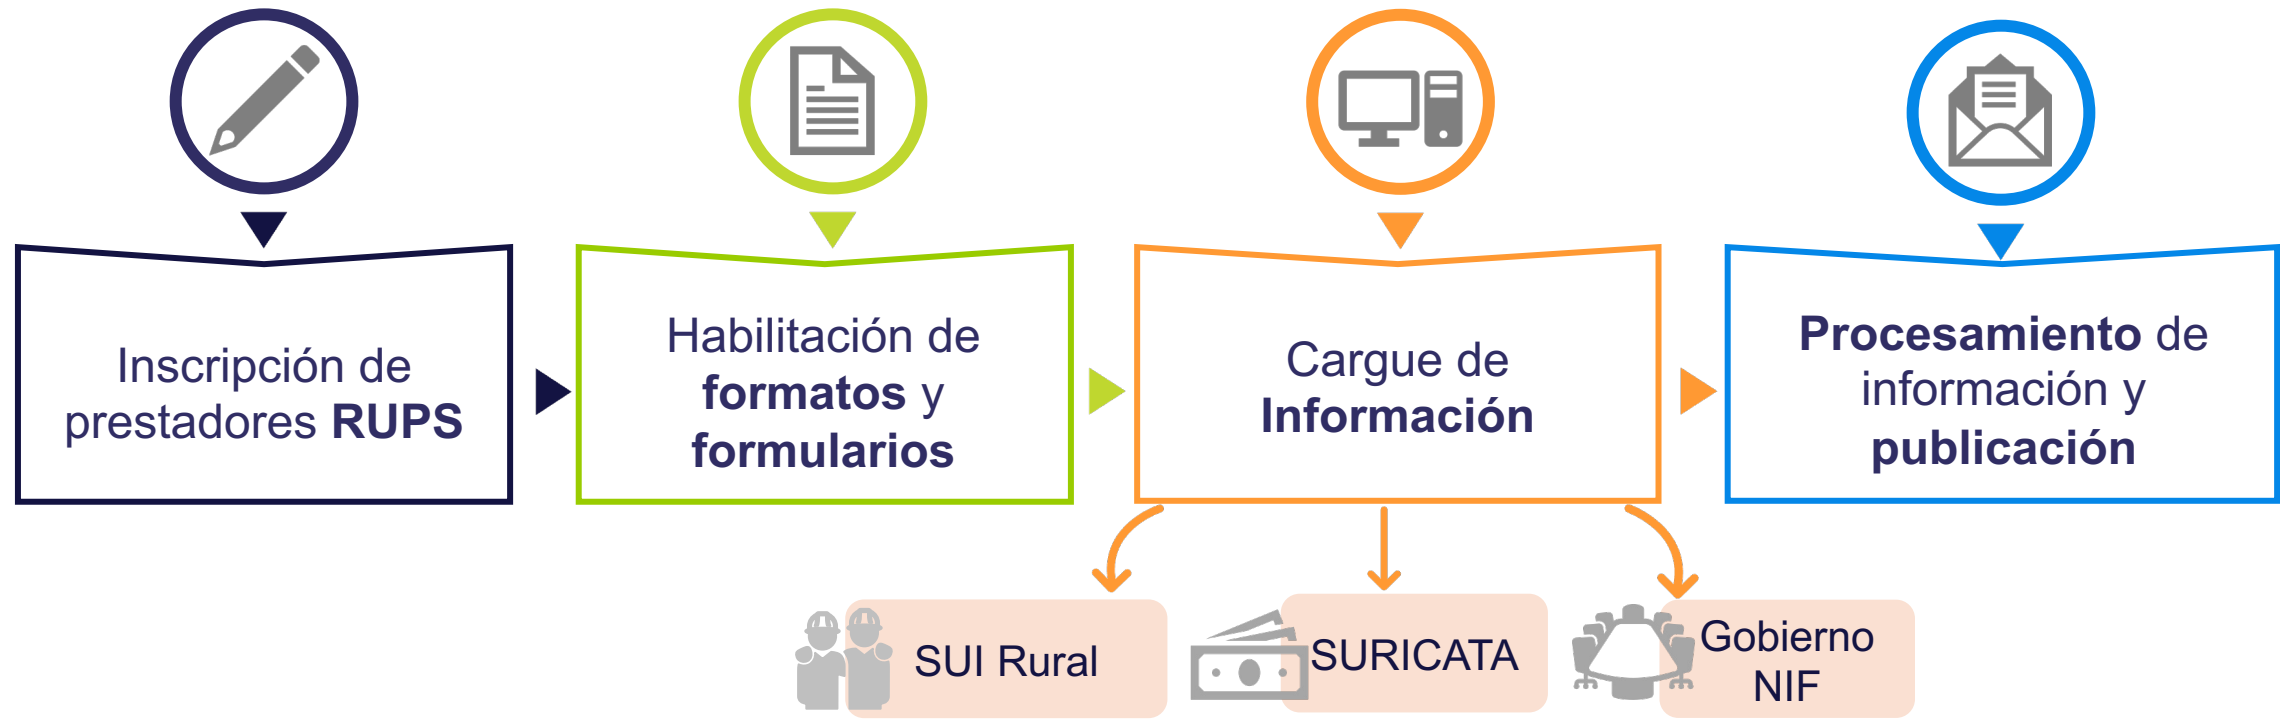 Inscripción de
prestadores RUPS
Habilitación de
formatos y
formularios
Cargue de
Información
Procesamiento de
información y
publicación
SUI Rural
SURICATA
Gobierno
NIF